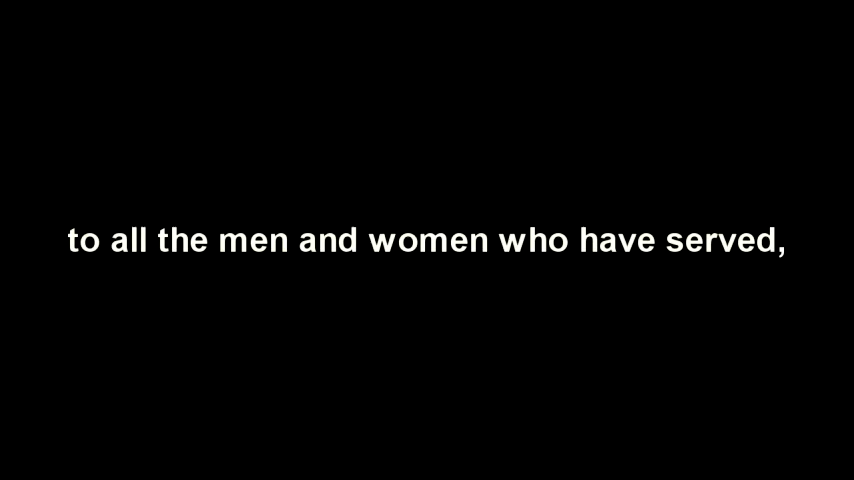 to all the men and women who have served,